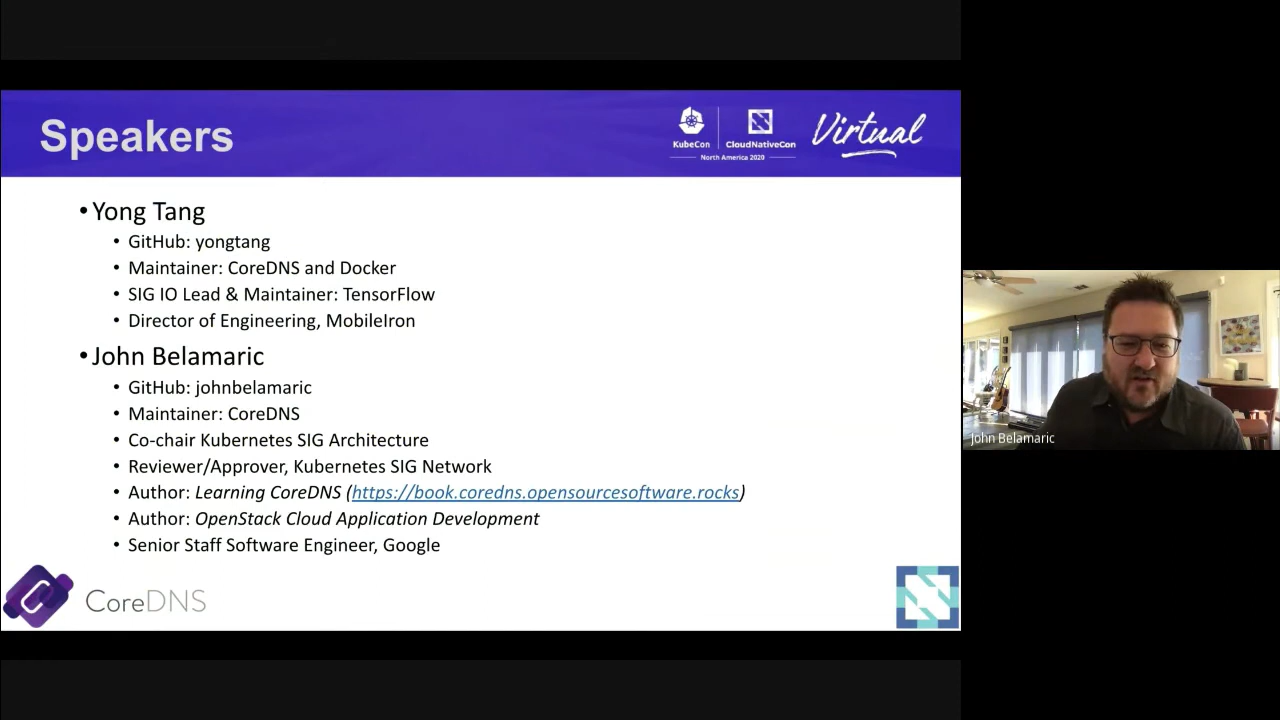 Speakers
KubeCon
CloudNativeCon
North America 2020
Virtual
• Yong Tang
• GitHub: yongtang
• Maintainer: CoreDNS and Docker
• SIG IO Lead & Maintainer: TensorFlow
• Director of Engineering, MobileIron
• John Belamaric
• GitHub: johnbelamaric
• Maintainer: CoreDNS
• Co-chair Kubernetes SIG Architecture
• Reviewer/Approver, Kubernetes SIG Network
• Author: Learning CoreDNS (https://book.coredns.opensourcesoftware.rocks)
• Author: OpenStack Cloud Application Development
• Senior Staff Software Engineer, Google
CoreDNS
John Belamaric